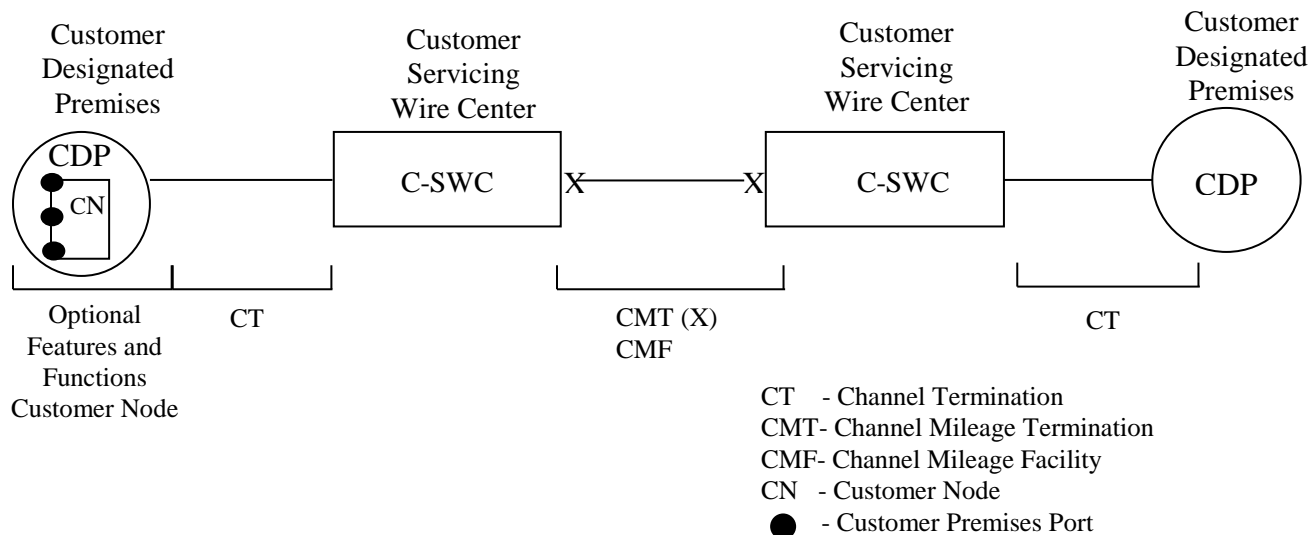 Customer
Designated
Premises
Customer
Servicing
Wire Center
Customer
Servicing
Wire Center
Customer
Designated
Premises
CDP
CN
C-SWC
X
X
C-SWC
CDP
Optional
Features and
Functions
Customer Node
CT
CMT (X)
CMF
CT
CT - Channel Termination
CMT- Channel Mileage Termination
CMF- Channel Mileage Facility
CN - Customer Node
- Customer Premises Port